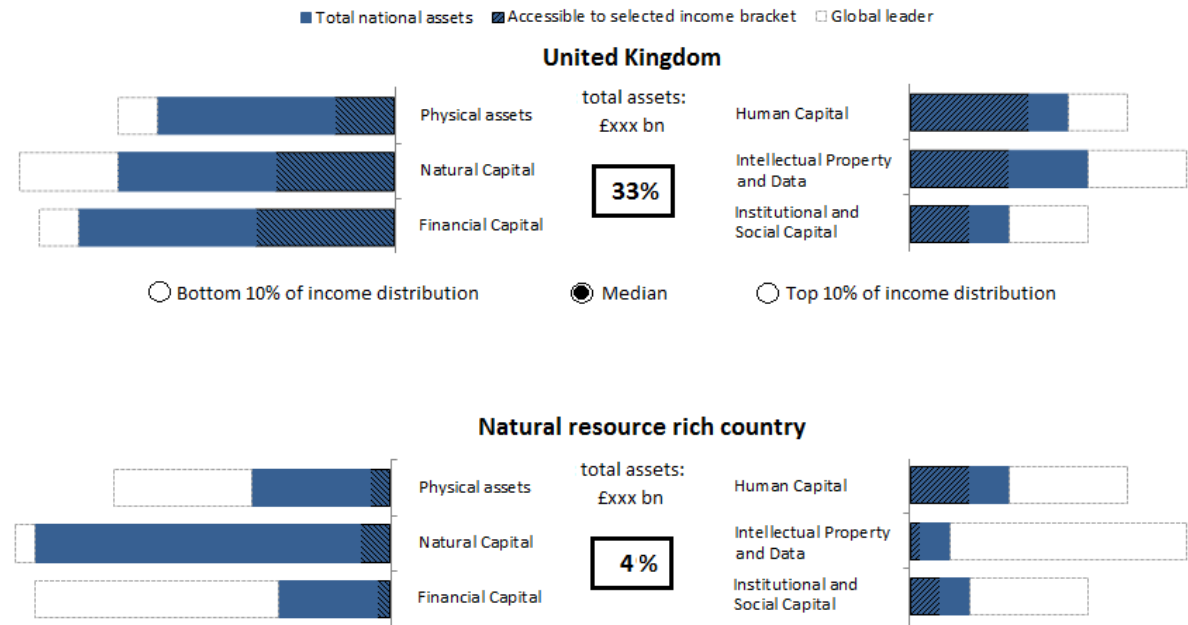 Total national assets Accessible to selected income bracket Global leader
United Kingdom
Physical assets
Natural Capital
Financial Capital
total assets:
£xxx bn
33%
Human Capital
Intellectual Property
and Data
Institutional and
Social Capital
Bottom 10% of income distribution Median Top 10% of income distribution
Natural resource rich country
Physical assets
Natural Capital
Financial Capital
total assets:
£xxx bn
4%
Human Capital
Intellectual Property
and Data
Institutional and
Social Capital